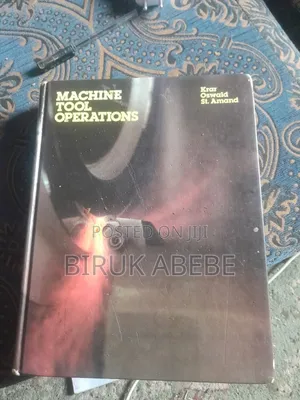 MACHINE
TOOL
OPERATIONS
Krar
Oswald
St. Amand
POSTED ON JIJI
BIRUK ABEBE